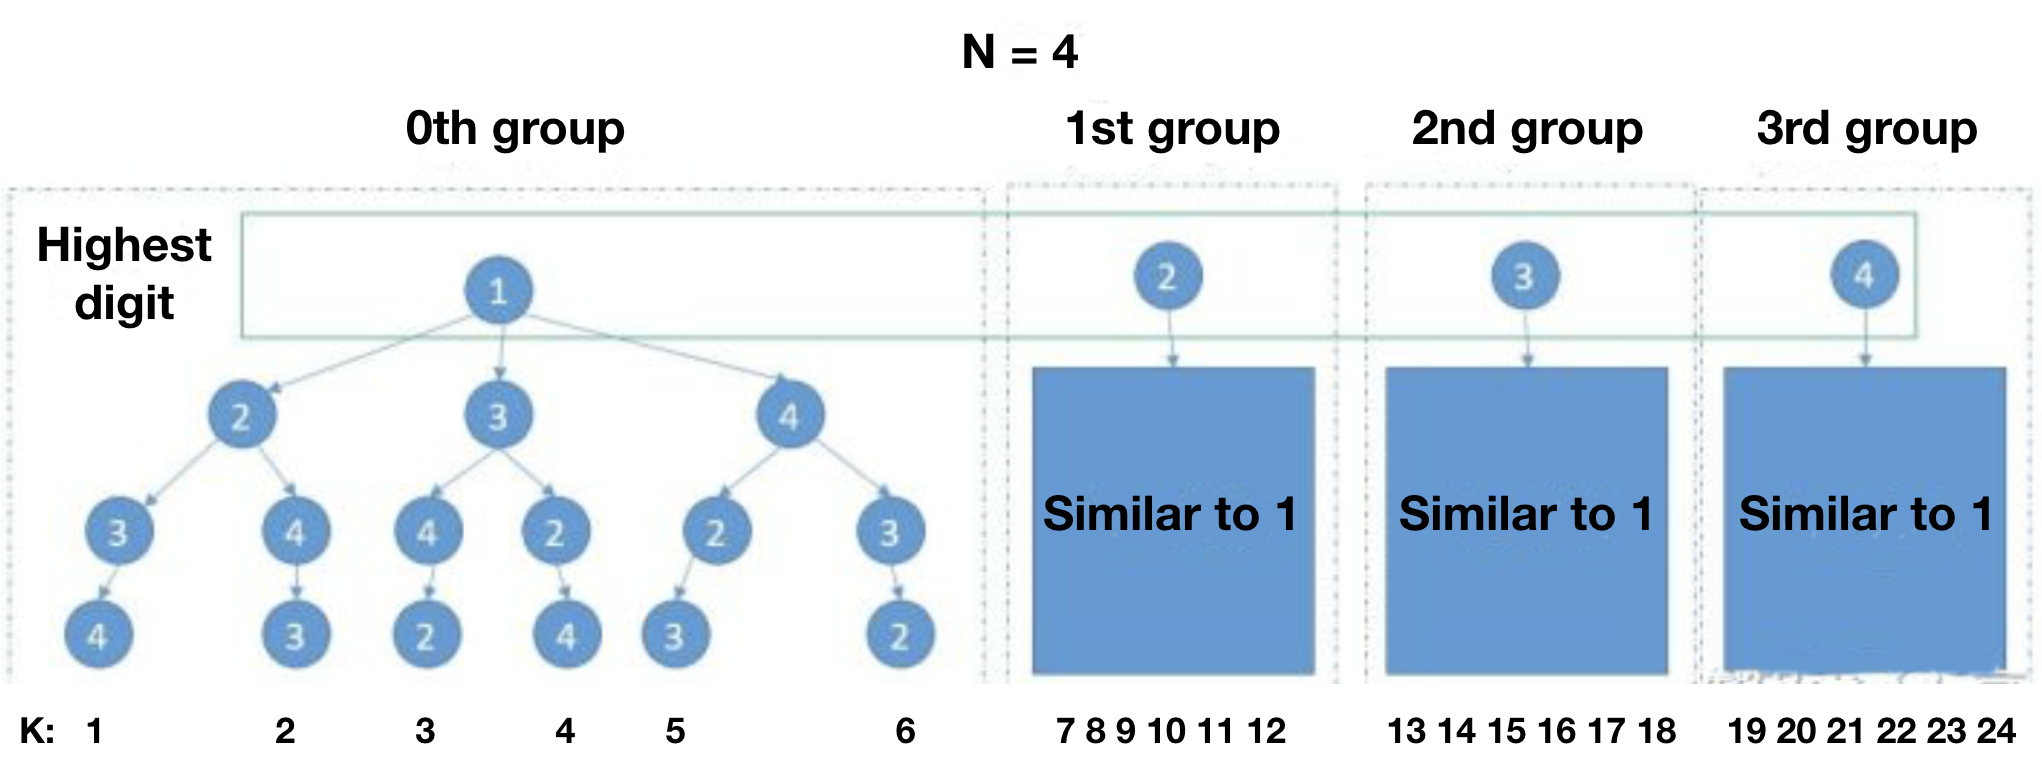 N = 4
0th group 1st group 2nd group 3rd group
Highest
digit
1 2 3 4
2 3 4
3 4 4 2 2 3
Similar to 1 Similar to 1 Similar to 1
4 3 2 4 3 2
K: 1 2 3 4 5 6 7 8 9 10 11 12 13 14 15 16 17 18 19 20 21 22 23 24